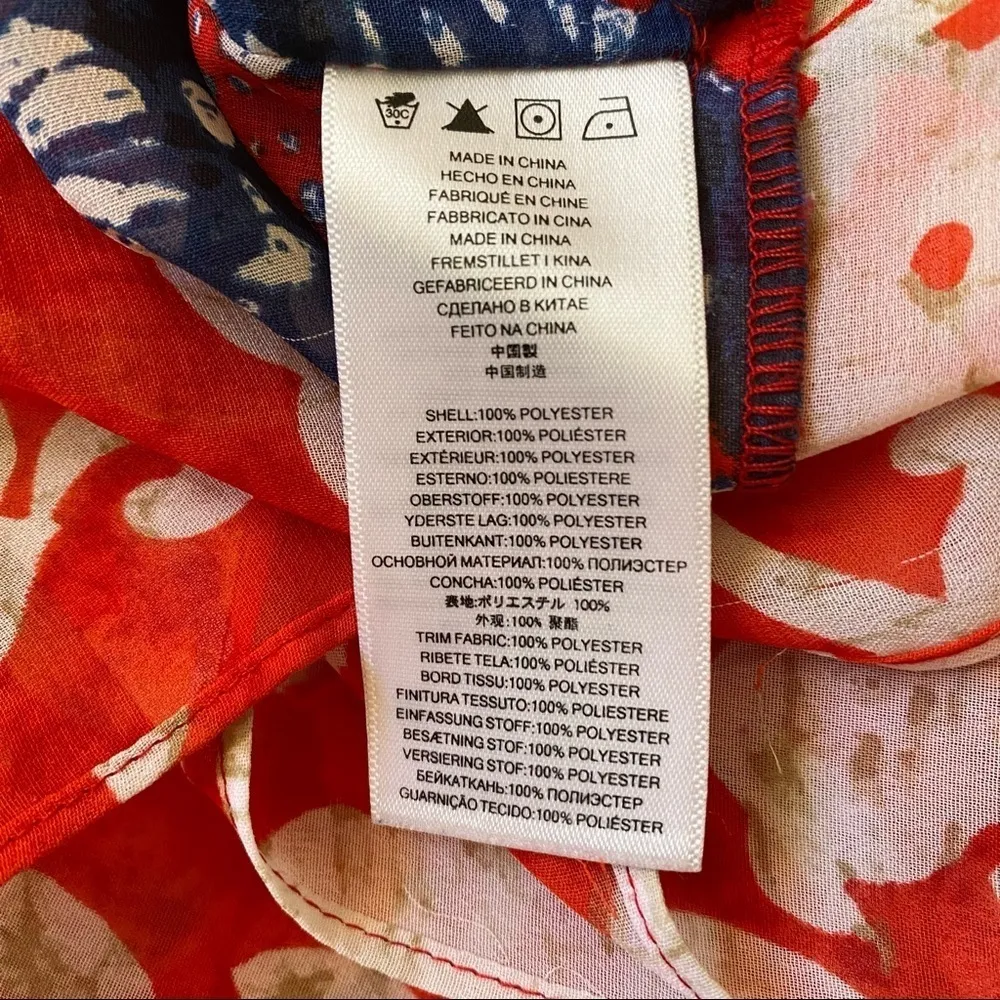 30C
MADE IN CHINA
HECHO EN CHINA
FABRIQUÉ EN CHINE
FABBRICATO IN CINA
MADE IN CHINA
FREMSTILLET I KINA
GEFABRICEERD IN CHINA
СДЕЛАНО В КИТАЕ
FEITO NA CHINA
中国製
中国制造
SHELL:100% POLYESTER
EXTERIOR:100% POLIÉSTER
EXTÉRIEUR:100% POLYESTER
ESTERNO:100% POLIESTERE
OBERSTOFF:100% POLYESTER
YDERSTE LAG:100% POLYESTER
BUITENKANT:100% POLYESTER
ОСНОВНОЙ МАТЕРИАЛ:100% ПОЛИЭСТЕР
CONCHA:100% POLIÉSTER
表地:ポリエステル 100%
外观:100% 聚酯
TRIM FABRIC:100% POLYESTER
RIBETE TELA:100% POLIÉSTER
BORD TISSU:100% POLYESTER
FINITURA TESSUTO:100% POLIESTERE
EINFASSUNG STOFF:100% POLYESTER
BESÆTNING STOF:100% POLYESTER
VERSIERING STOF:100% POLYESTER
БЕЙКАТКАНЬ:100% ПОЛИЭСТЕР
GUARNIÇÃO TECIDO:100% POLIÉSTER